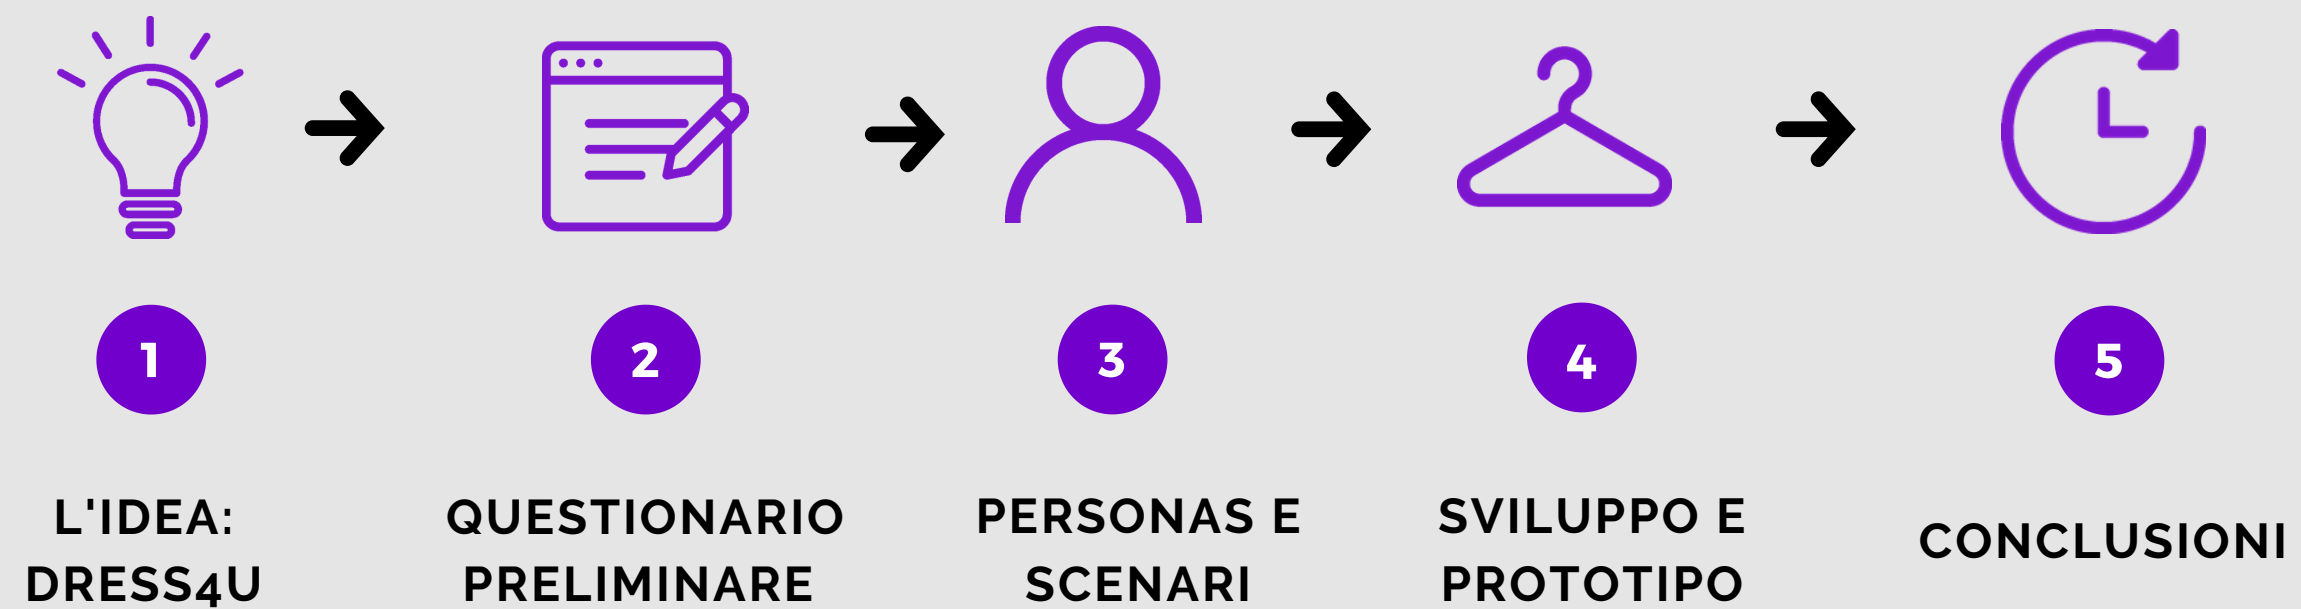 1
L'IDEA:
DRESS4U
2
QUESTIONARIO
PRELIMINARE
3
PERSONAS E
SCENARI
4
SVILUPPO E
PROTOTIPO
5
CONCLUSIONI